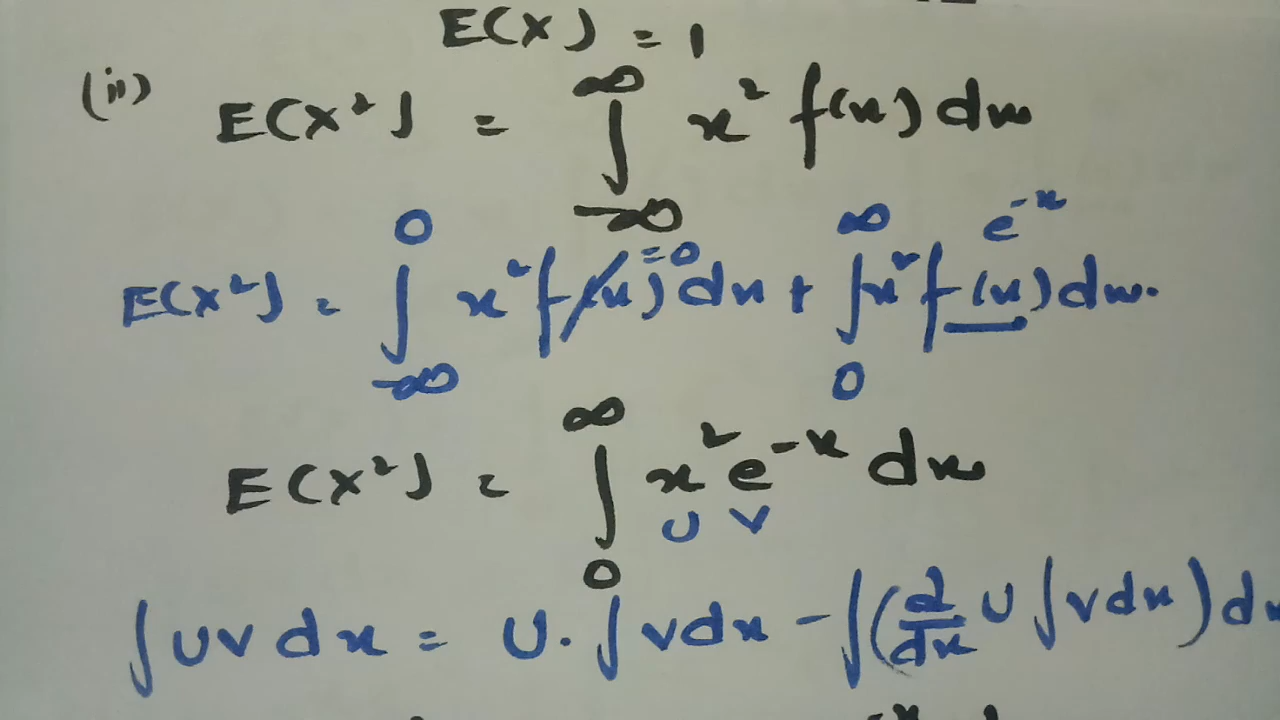 E(X) = 1
(ii) E(X²) = ∫_{-∞}^{∞} x² f(x) dx
E(X²) = ∫_{-∞}^{0} x² f(x) =0 dx + ∫_{0}^{∞} x² f(x) e^{-x} dx.
E(X²) = ∫_{0}^{∞} x² e^{-x} dx
U V
∫ UV dx = U. ∫ V dx - ∫ (d/dx U ∫ V dx) dx